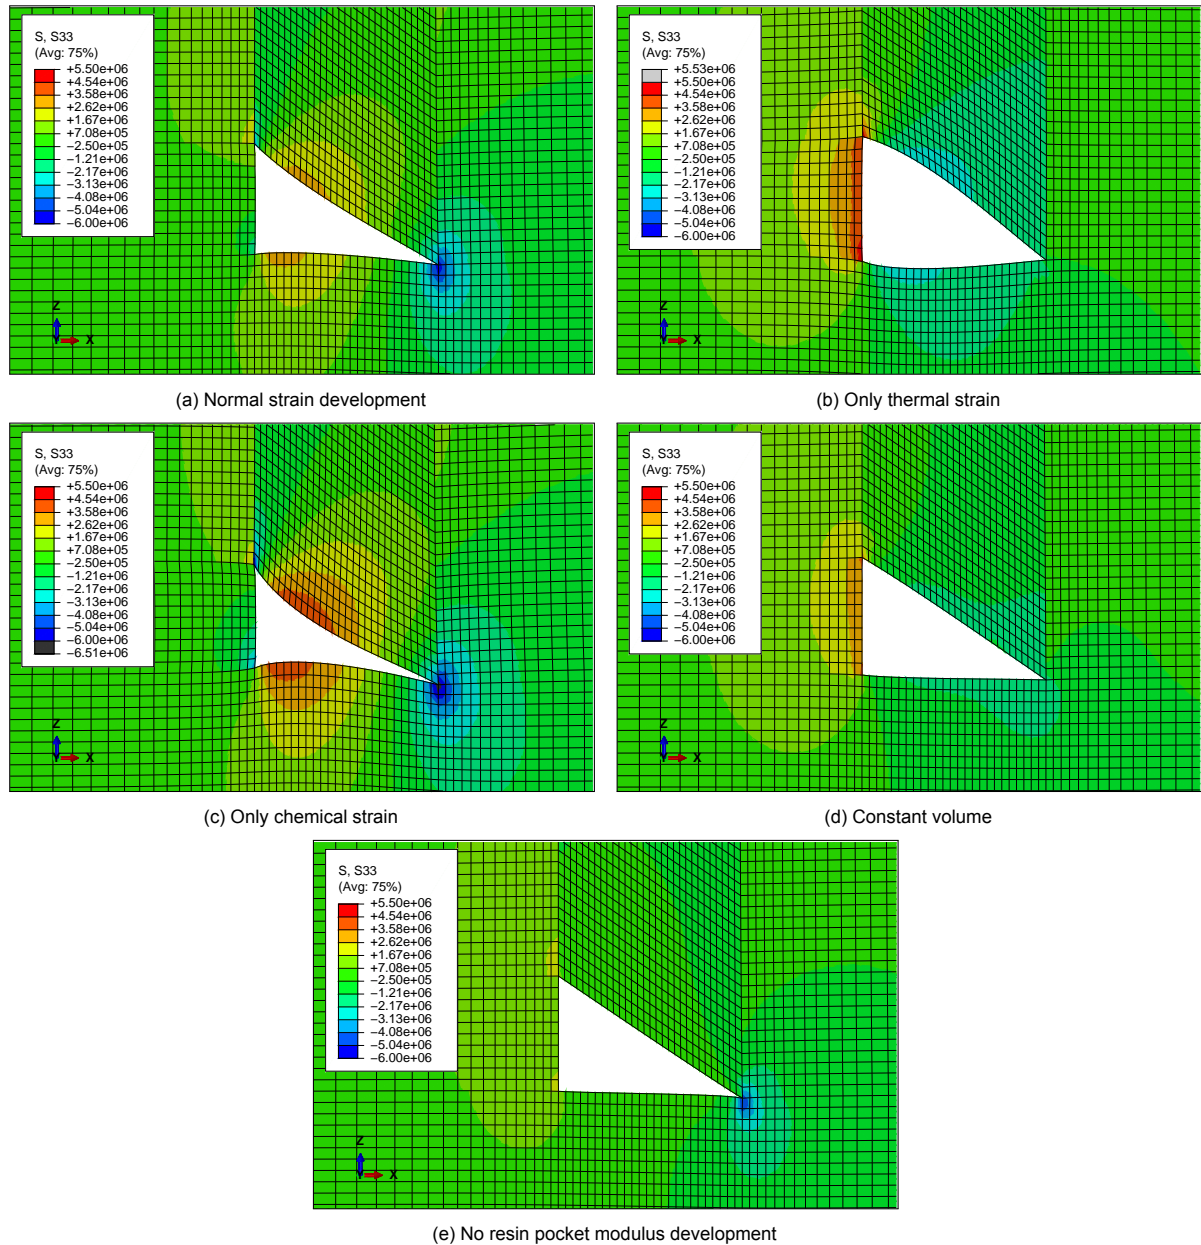 S, S33
(Avg: 75%)
+5.50e+06
+4.54e+06
+3.58e+06
+2.62e+06
+1.67e+06
+7.08e+05
−2.50e+05
−1.21e+06
−2.17e+06
−3.13e+06
−4.08e+06
−5.04e+06
−6.00e+06
Z
X
(a) Normal strain development
S, S33
(Avg: 75%)
+5.53e+06
+5.50e+06
+4.54e+06
+3.58e+06
+2.62e+06
+1.67e+06
+7.08e+05
−2.50e+05
−1.21e+06
−2.17e+06
−3.13e+06
−4.08e+06
−5.04e+06
−6.00e+06
Z
X
(b) Only thermal strain
S, S33
(Avg: 75%)
+5.50e+06
+4.54e+06
+3.58e+06
+2.62e+06
+1.67e+06
+7.08e+05
−2.50e+05
−1.21e+06
−2.17e+06
−3.13e+06
−4.08e+06
−5.04e+06
−6.00e+06
−6.51e+06
Z
X
(c) Only chemical strain
S, S33
(Avg: 75%)
+5.50e+06
+4.54e+06
+3.58e+06
+2.62e+06
+1.67e+06
+7.08e+05
−2.50e+05
−1.21e+06
−2.17e+06
−3.13e+06
−4.08e+06
−5.04e+06
−6.00e+06
Z
X
(d) Constant volume
S, S33
(Avg: 75%)
+5.50e+06
+4.54e+06
+3.58e+06
+2.62e+06
+1.67e+06
+7.08e+05
−2.50e+05
−1.21e+06
−2.17e+06
−3.13e+06
−4.08e+06
−5.04e+06
−6.00e+06
Z
X
(e) No resin pocket modulus development